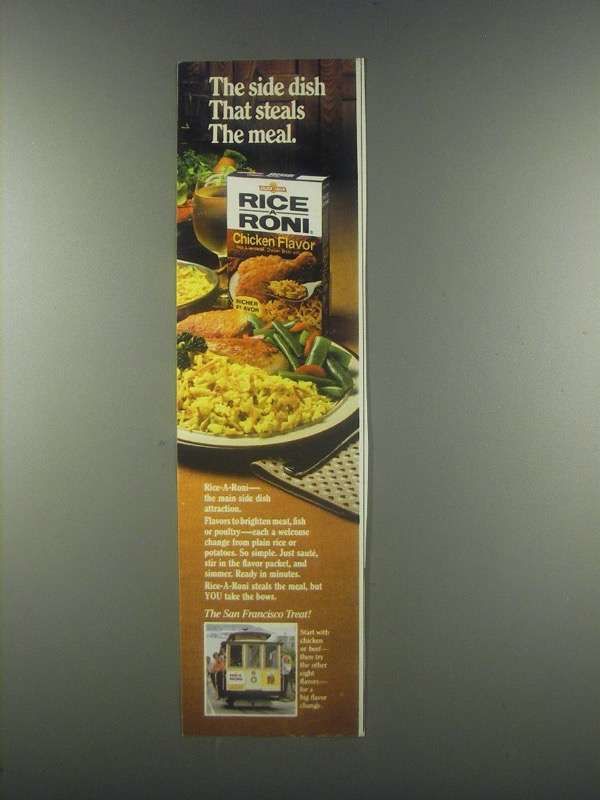 The side dish
That steals
The meal.
RICE
A
RONI®
Chicken Flavor
RICHER
FLAVOR
Rice-A-Roni—
the main side dish
attraction.
Flavors to brighten meat, fish
or poultry—each a welcome
change from plain rice or
potatoes. So simple. Just sauté,
stir in the flavor packet, and
simmer. Ready in minutes.
Rice-A-Roni steals the meal, but
YOU take the bows.
The San Francisco Treat!
Start with
chicken
or beef—
then try
the other
eight
flavors—
for a
big flavor
change.